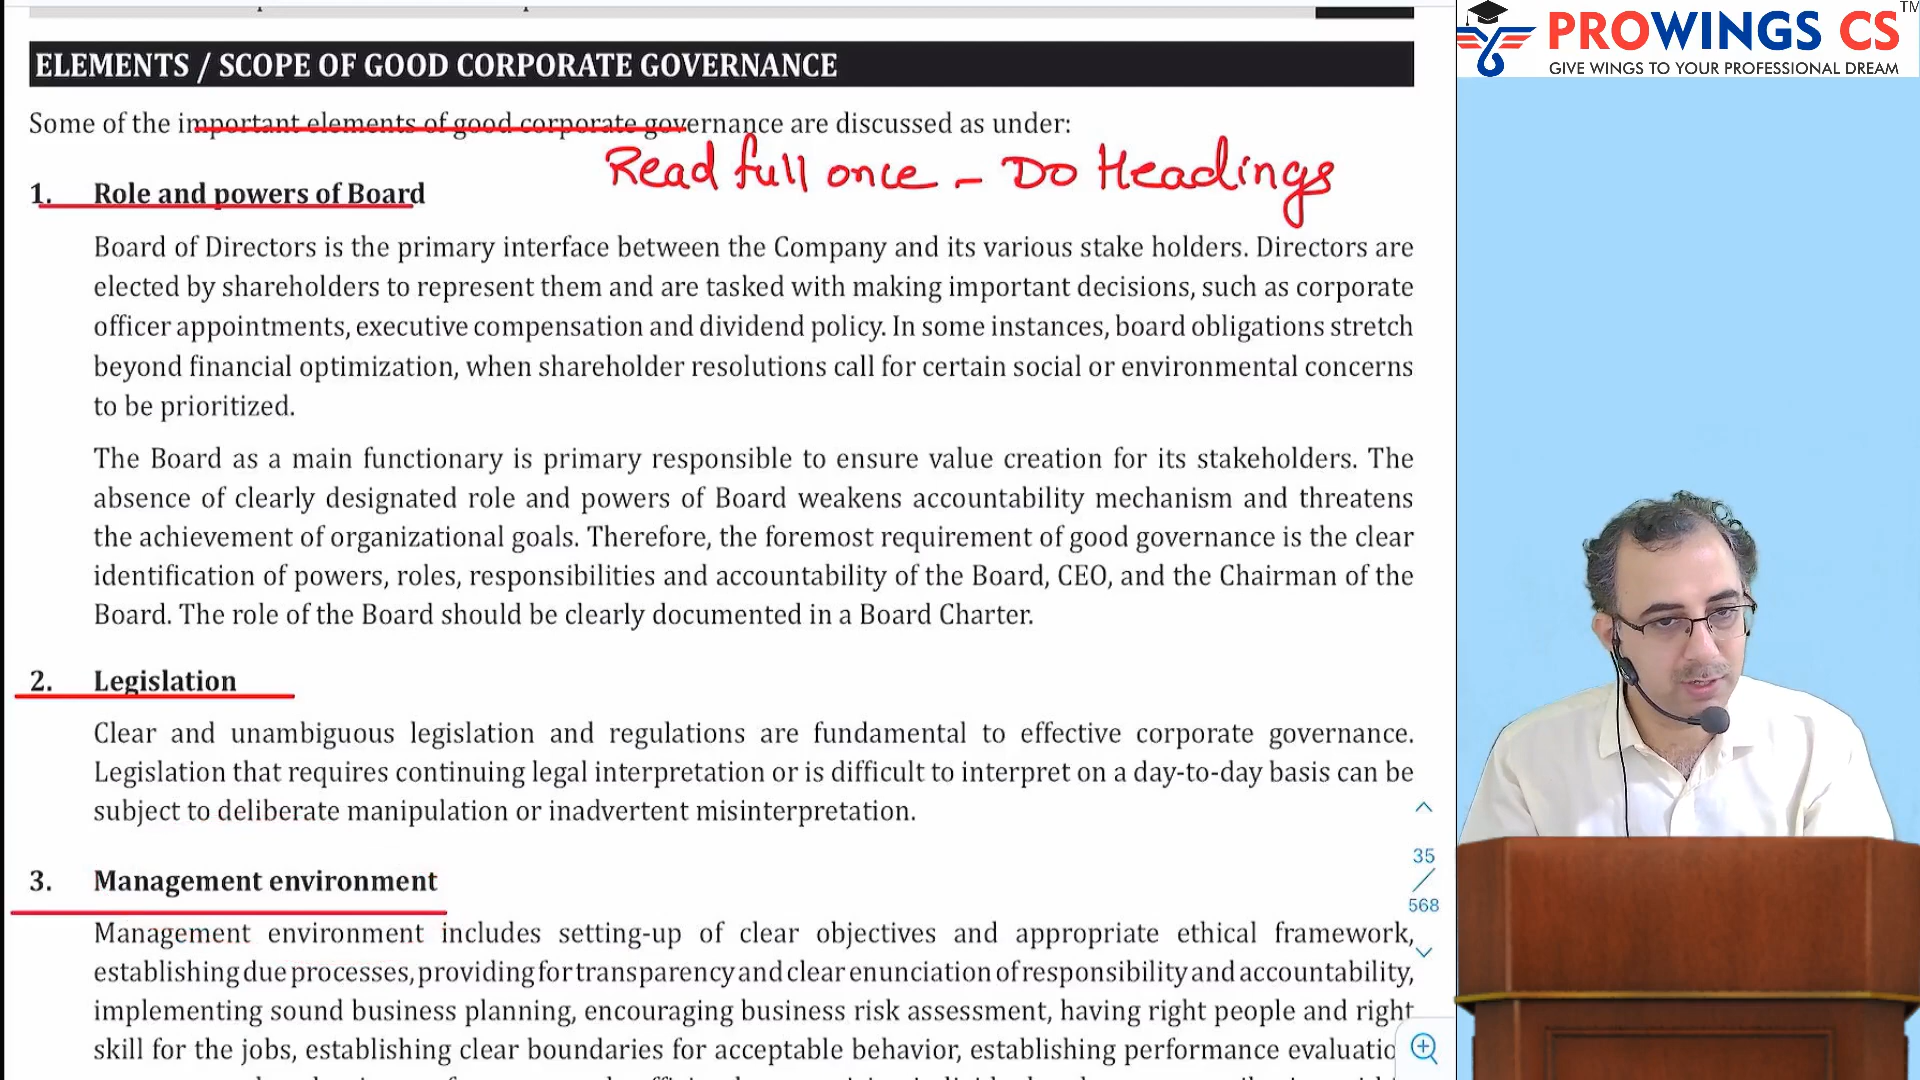 PROWINGS CS TM
GIVE WINGS TO YOUR PROFESSIONAL DREAM
ELEMENTS / SCOPE OF GOOD CORPORATE GOVERNANCE
Some of the important elements of good corporate governance are discussed as under:
Read full once - Do Headings
1. Role and powers of Board
Board of Directors is the primary interface between the Company and its various stake holders. Directors are
elected by shareholders to represent them and are tasked with making important decisions, such as corporate
officer appointments, executive compensation and dividend policy. In some instances, board obligations stretch
beyond financial optimization, when shareholder resolutions call for certain social or environmental concerns
to be prioritized.
The Board as a main functionary is primary responsible to ensure value creation for its stakeholders. The
absence of clearly designated role and powers of Board weakens accountability mechanism and threatens
the achievement of organizational goals. Therefore, the foremost requirement of good governance is the clear
identification of powers, roles, responsibilities and accountability of the Board, CEO, and the Chairman of the
Board. The role of the Board should be clearly documented in a Board Charter.
2. Legislation
Clear and unambiguous legislation and regulations are fundamental to effective corporate governance.
Legislation that requires continuing legal interpretation or is difficult to interpret on a day-to-day basis can be
subject to deliberate manipulation or inadvertent misinterpretation.
3. Management environment
Management environment includes setting-up of clear objectives and appropriate ethical framework,
establishing due processes, providing for transparency and clear enunciation of responsibility and accountability,
implementing sound business planning, encouraging business risk assessment, having right people and right
skill for the jobs, establishing clear boundaries for acceptable behavior, establishing performance evaluatio
35
/
568